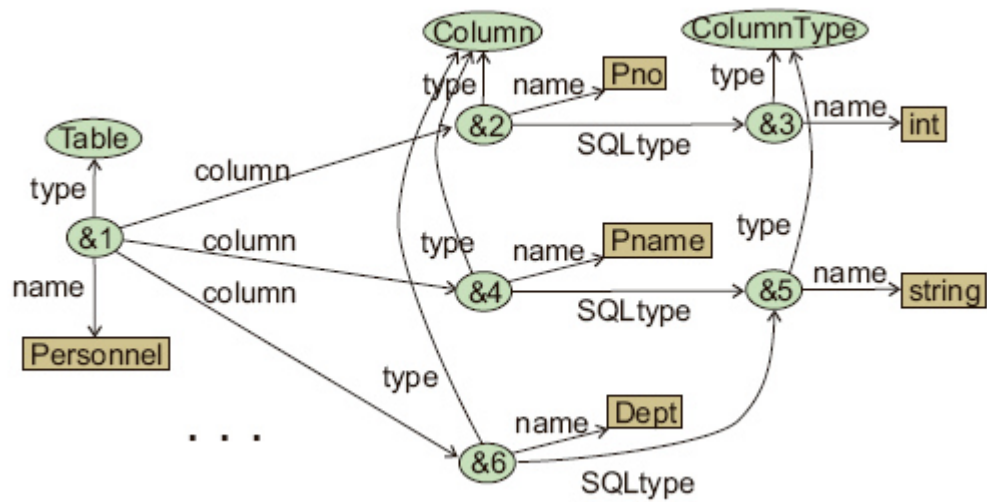 Column
ColumnType
type
name
Pno
type
name
int
&2
&3
SQLtype
Table
column
type
&1
column
type
name
Pname
type
name
string
name
column
&4
&5
SQLtype
Personnel
type
name
Dept
. . .
&6
SQLtype